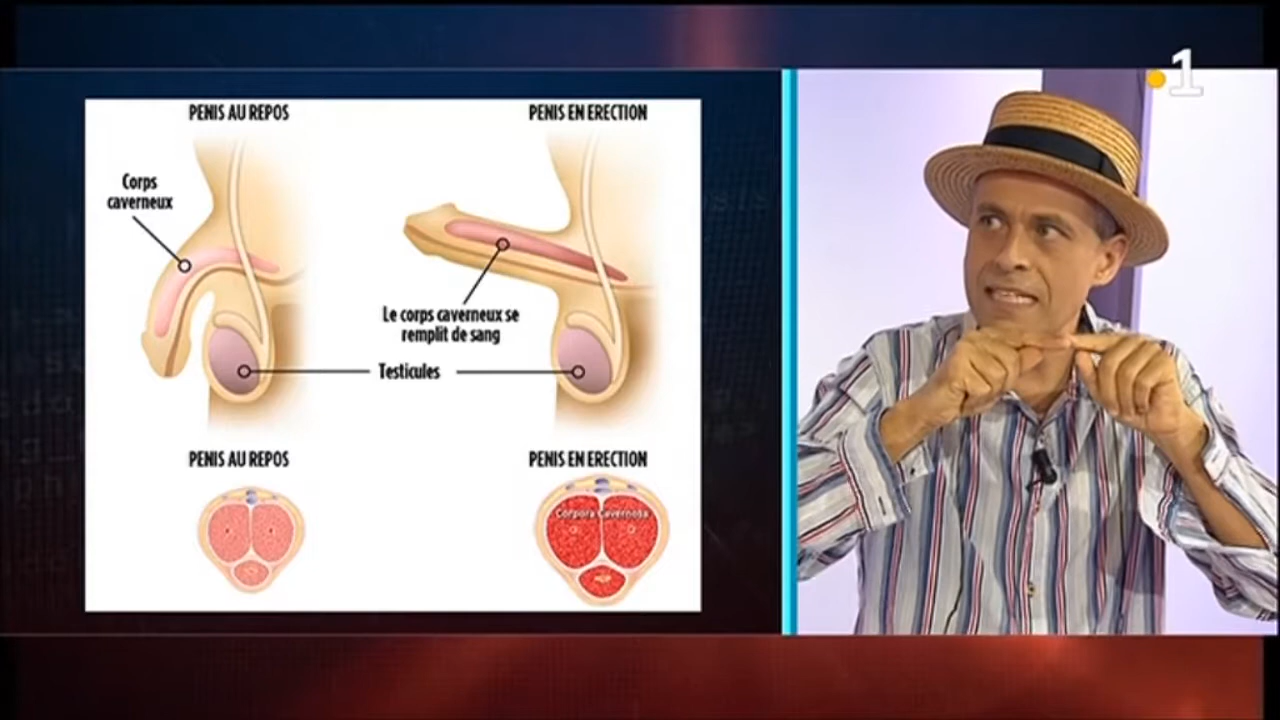 1
PENIS AU REPOS
PENIS EN ERECTION
Corps
caverneux
Le corps caverneux se
remplit de sang
Testicules
PENIS AU REPOS
PENIS EN ERECTION
Corpora Cavernosa